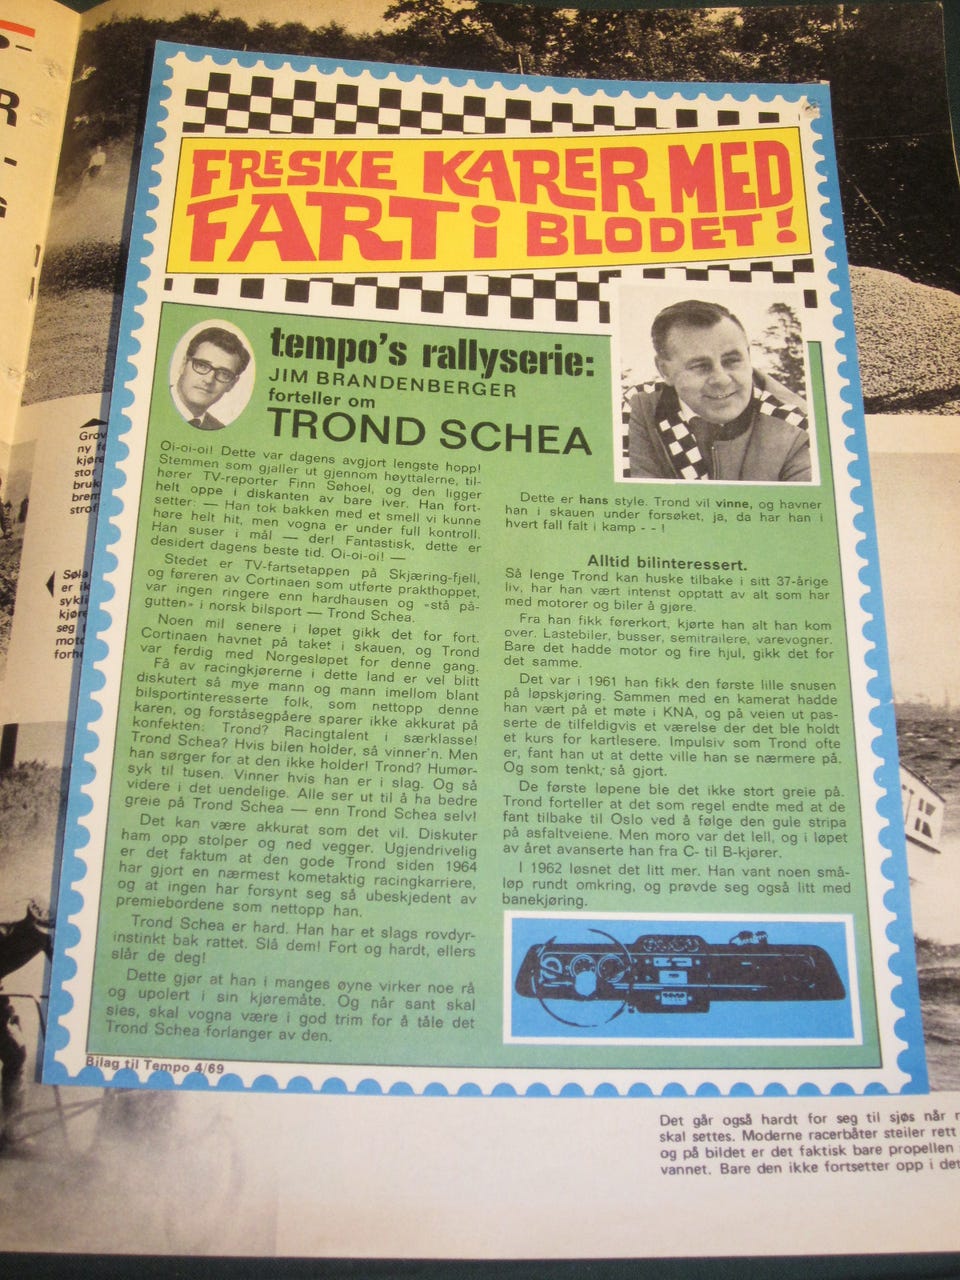 FRESKE KARER MED
FART i BLODET!
tempo's rallyserie:
JIM BRANDENBERGER
forteller om
TROND SCHEA
Oi-oi-oi! Dette var dagens avgjort lengste hopp!
Stemmen som gjaller ut gjennom høyttalerne, til-
hører TV-reporter Finn Søhoel, og den ligger
helt oppe i diskanten av bare iver. Han fort-
setter: — Han tok bakken med et smell vi kunne
høre helt hit, men vogna er under full kontroll.
Han suser i mål — der! Fantastisk, dette er
desidert dagens beste tid. Oi-oi-oi! —
Stedet er TV-fartsetappen på Skjæring-fjell,
og føreren av Cortinaen som utførte prakthoppet,
var ingen ringere enn hardhausen og «stå på-
gutten» i norsk bilsport — Trond Schea.
Noen mil senere i løpet gikk det for fort.
Cortinaen havnet på taket i skauen, og Trond
var ferdig med Norgesløpet for denne gang.
Få av racingkjørerne i dette land er vel blitt
diskutert så mye mann og mann imellom blant
bilsportinteresserte folk, som nettopp denne
karen, og forståsegpåere sparer ikke akkurat på
konfekten: Trond? Racingtalent i særklasse!
Trond Schea? Hvis bilen holder, så vinner'n. Men
han sørger for at den ikke holder! Trond? Humør-
syk til tusen. Vinner hvis han er i slag. Og så
videre i det uendelige. Alle ser ut til å ha bedre
greie på Trond Schea — enn Trond Schea selv!
Det kan være akkurat som det vil. Diskuter
ham opp stolper og ned vegger. Ugjendrivelig
er det faktum at den gode Trond siden 1964
har gjort en nærmest kometaktig racingkarriere,
og at ingen har forsynt seg så ubeskjedent av
premiebordene som nettopp han.
Trond Schea er hard. Han har et slags rovdyr-
instinkt bak rattet. Slå dem! Fort og hardt, ellers
slår de deg!
Dette gjør at han i manges øyne virker noe rå
og upolert i sin kjøremåte. Og når sant skal
sies, skal vogna være i god trim for å tåle det
Trond Schea forlanger av den.
Bilag til Tempo 4/69
Dette er hans style. Trond vil vinne, og havner
han i skauen under forsøket, ja, da har han i
hvert fall falt i kamp - - !
Alltid bilinteressert.
Så lenge Trond kan huske tilbake i sitt 37-årige
liv, har han vært intenst opptatt av alt som har
med motorer og biler å gjøre.
Fra han fikk førerkort, kjørte han alt han kom
over. Lastebiler, busser, semitrailere, varevogner.
Bare det hadde motor og fire hjul, gikk det for
det samme.
Det var i 1961 han fikk den første lille snusen
på løpskjøring. Sammen med en kamerat hadde
han vært på et møte i KNA, og på veien ut pas-
serte de tilfeldigvis et værelse der det ble holdt
et kurs for kartlesere. Impulsiv som Trond ofte
er, fant han ut at dette ville han se nærmere på.
Og som tenkt, så gjort.
De første løpene ble det ikke stort greie på.
Trond forteller at det som regel endte med at de
fant tilbake til Oslo ved å følge den gule stripa
på asfaltveiene. Men moro var det lell, og i løpet
av året avanserte han fra C- til B-kjører.
I 1962 løsnet det litt mer. Han vant noen små-
løp rundt omkring, og prøvde seg også litt med
banekjøring.
Det går også hardt for seg til sjøs når
skal settes. Moderne racerbåter steiler rett
og på bildet er det faktisk bare propellen
vannet. Bare den ikke fortsetter opp i det